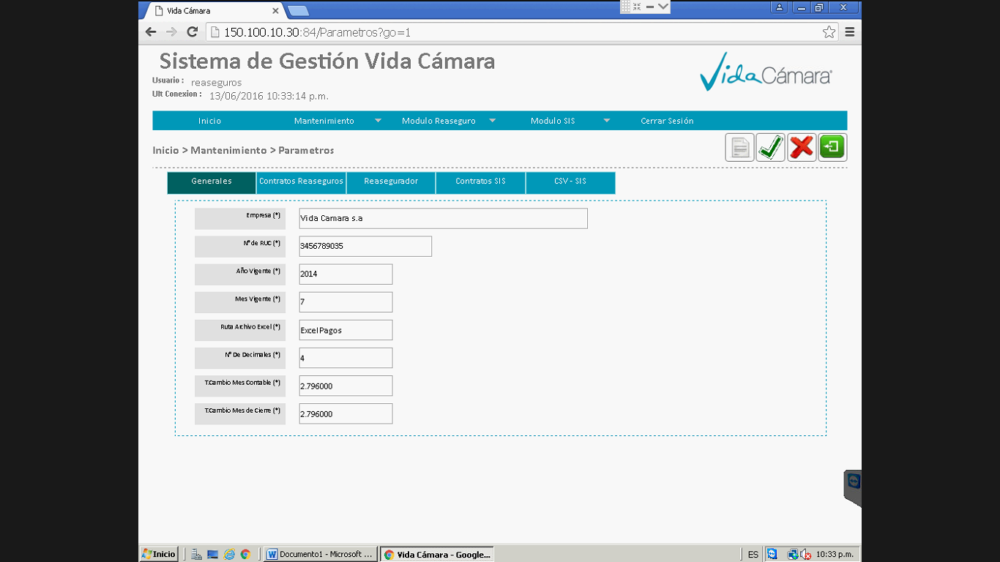 Vida Cámara
150.100.10.30:84/Parametros?go=1
Sistema de Gestión Vida Cámara
Usuario : reaseguros
Ult Conexion : 13/06/2016 10:33:14 p.m.
Vida Cámara®
Inicio Mantenimiento Modulo Reaseguro Modulo SIS Cerrar Sesión
Inicio > Mantenimiento > Parametros
Generales Contratos Reaseguros Reasegurador Contratos SIS CSV - SIS
Empresa (*) Vida Camara s.a
Nº de RUC (*) 3456789035
Año Vigente (*) 2014
Mes Vigente (*) 7
Ruta Archivo Excel (*) Excel Pagos
Nº De Decimales (*) 4
T.Cambio Mes Contable (*) 2.796000
T.Cambio Mes de Cierre (*) 2.796000
Inicio Documento1 - Microsoft ... Vida Cámara - Google... ES 10:33 p.m.